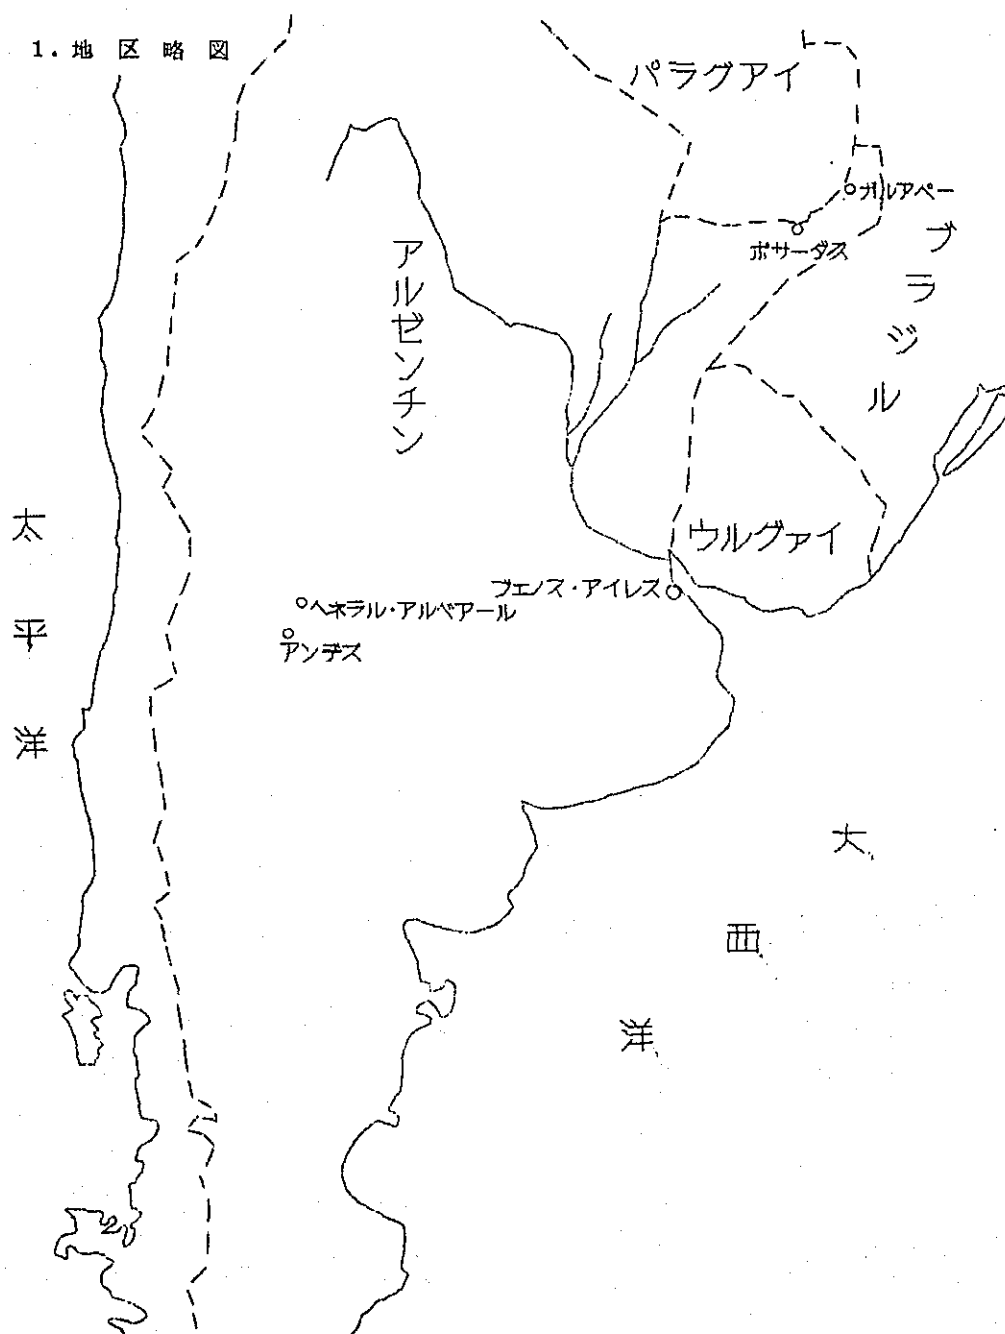 1. 地区略図
パラグアイ
ガルアペー
ポサーダス
ブラジル
アルゼンチン
ウルグァイ
太平洋
ブエノス・アイレス
ヘネラル・アルベアール
アンデス
大西洋